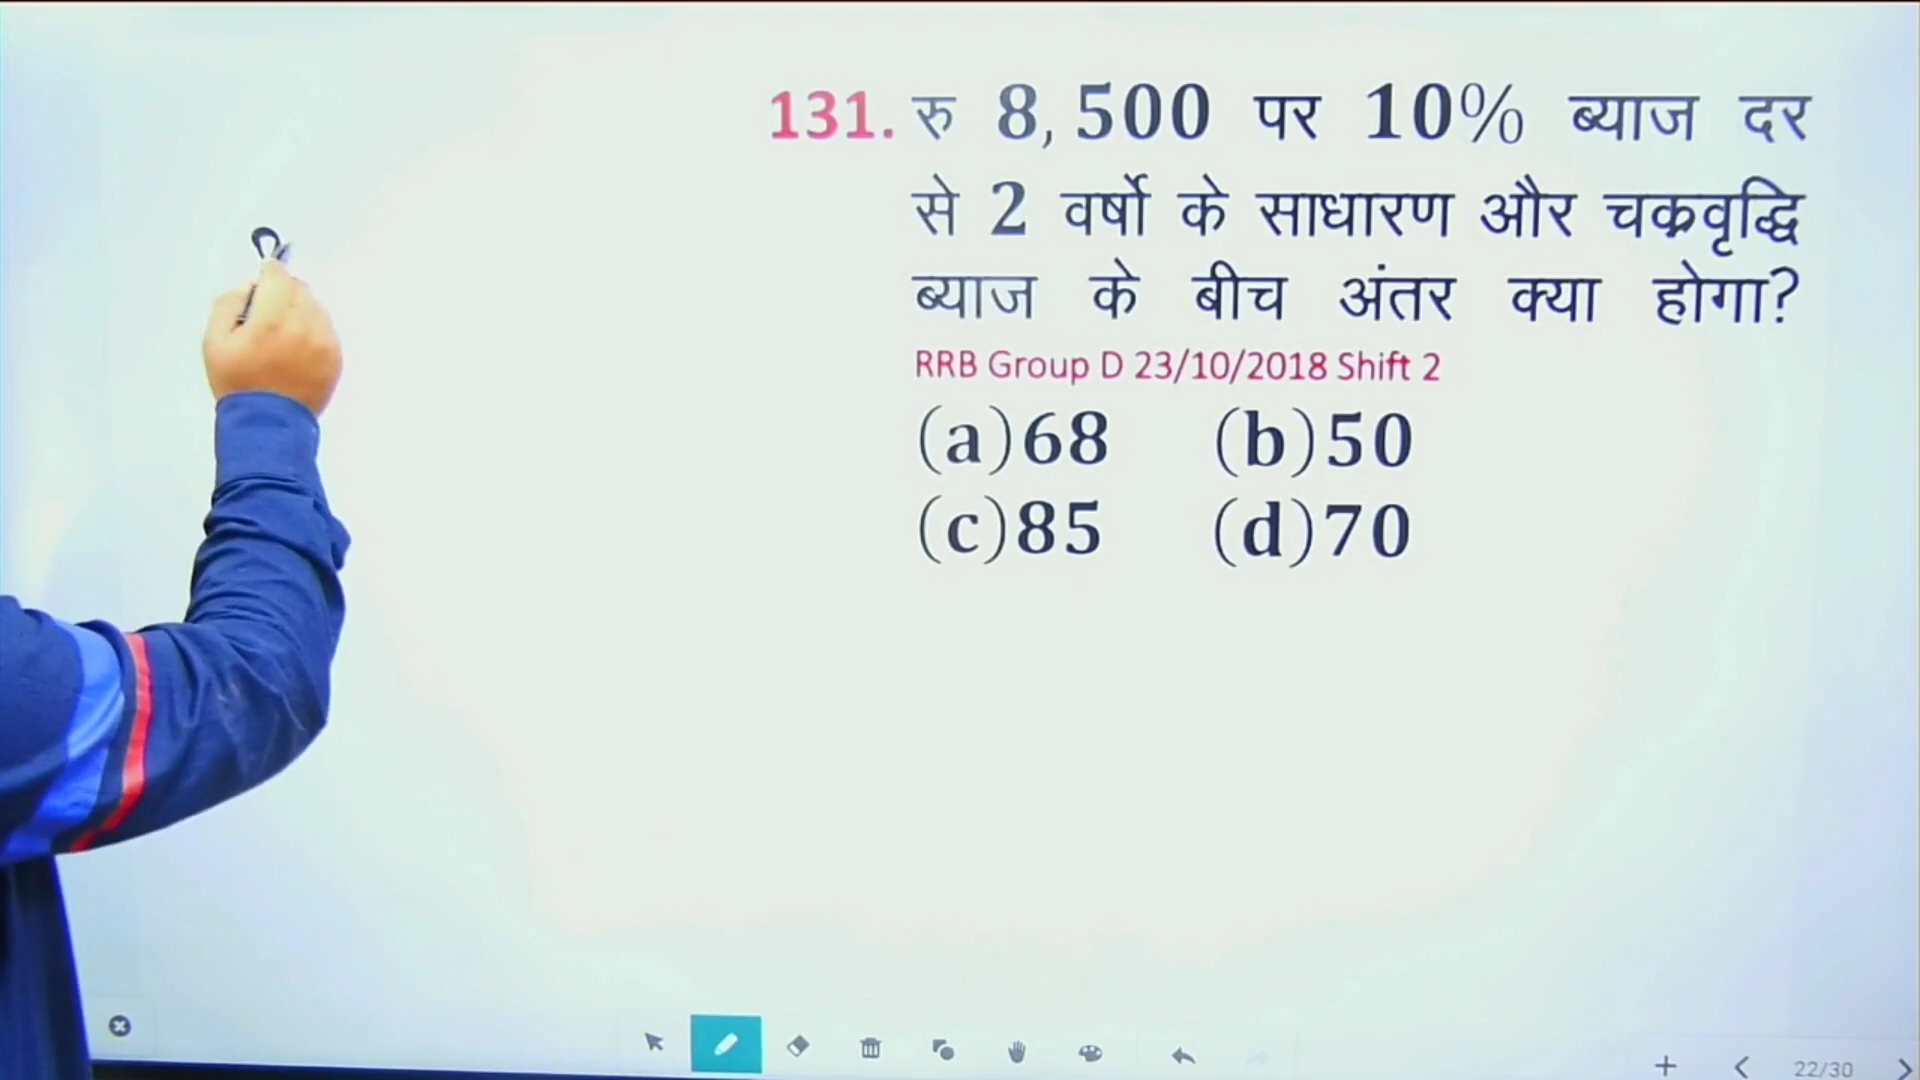 131. रु 8,500 पर 10% ब्याज दर
से 2 वर्षो के साधारण और चक्रवृद्धि
ब्याज के बीच अंतर क्या होगा?
RRB Group D 23/10/2018 Shift 2
(a)68 (b)50
(c)85 (d)70
22/30